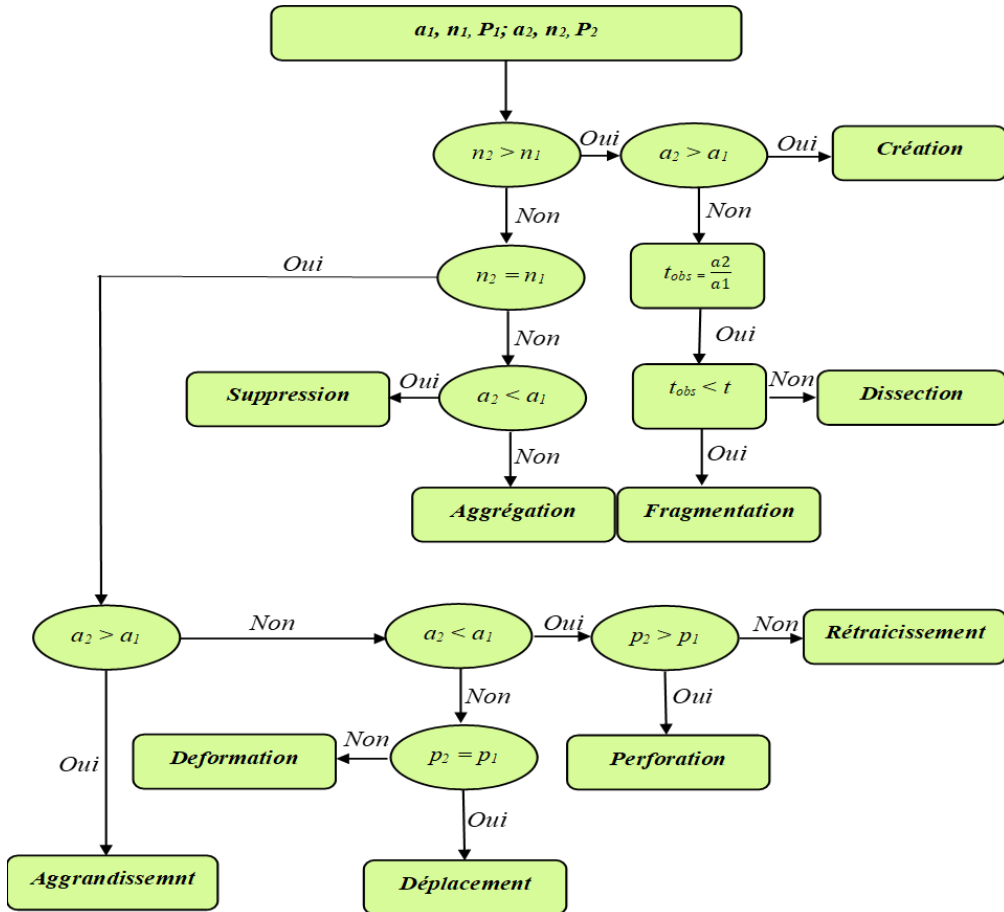 a1, n1, P1; a2, n2, P2
n2 > n1
Oui
a2 > a1
Oui
Création
Non
Non
Oui
n2 = n1
tobs = a2/a1
Non
Oui
Suppression
Oui
a2 < a1
tobs < t
Non
Dissection
Non
Oui
Aggrégation
Fragmentation
a2 > a1
Non
a2 < a1
Oui
p2 > p1
Non
Rétraicissement
Non
Oui
Oui
Deformation
Non
p2 = p1
Perforation
Oui
Aggrandissemnt
Déplacement